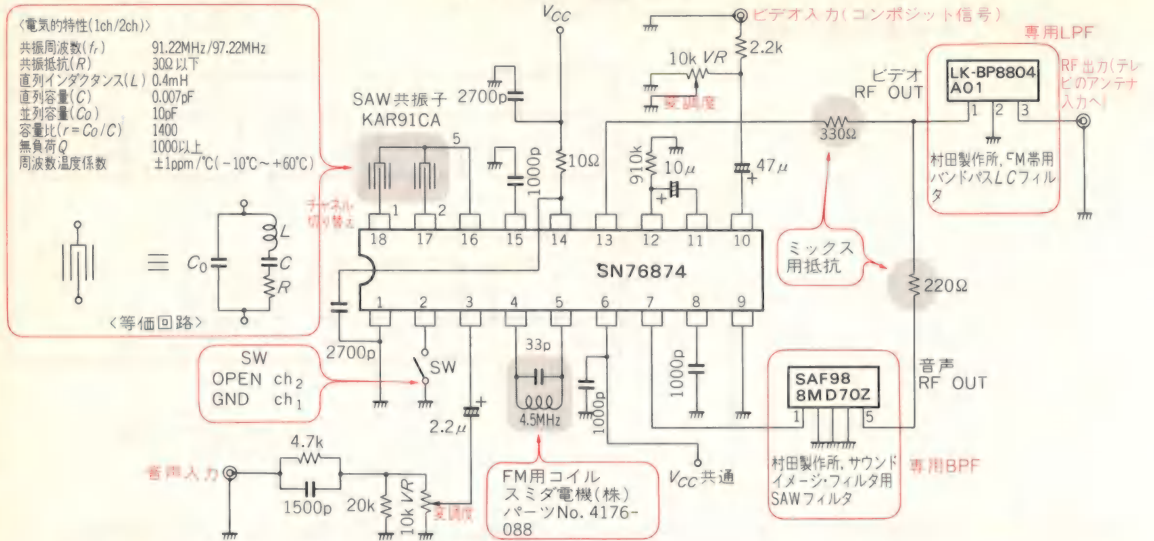 〈電気的特性(1ch/2ch)〉
共振周波数(fr) 91.22MHz/97.22MHz
共振抵抗(R) 30Ω以下
直列インダクタンス(L) 0.4mH
直列容量(C) 0.007pF
並列容量(C0) 10pF
容量比(r=C0/C) 1400
無負荷Q 1000以上
周波数温度係数 ±1ppm/℃(−10℃〜+60℃)
C0
L
C
R
〈等価回路〉
SAW共振子
KAR91CA
チャネル
切り替え
1
2
5
VCC
2700p
1000p
10Ω
ビデオ入力(コンポジット信号)
2.2k
10k VR
変調度
910k
10μ
+
47μ
+
ビデオ
RF OUT
330Ω
専用LPF
LK-BP8804
A01
1 2 3
RF出力(テレ
ビのアンテナ
入力へ)
村田製作所,FM帯用
バンドパスLCフィル
タ
18 17 16 15 14 13 12 11 10
SN76874
1 2 3 4 5 6 7 8 9
ミックス
用抵抗
220Ω
音声
RF OUT
2700p
SW
SW
OPEN ch2
GND ch1
2.2μ
+
33p
4.5MHz
1000p
1000p
VCC共通
SAF98
8MD70Z
1
5
村田製作所,サウンド
イメージ・フィルタ用
SAWフィルタ
専用BPF
FM用コイル
スミダ電機(株)
パーツNo. 4176-
088
音声入力
4.7k
1500p
20k
10k VR
変調度